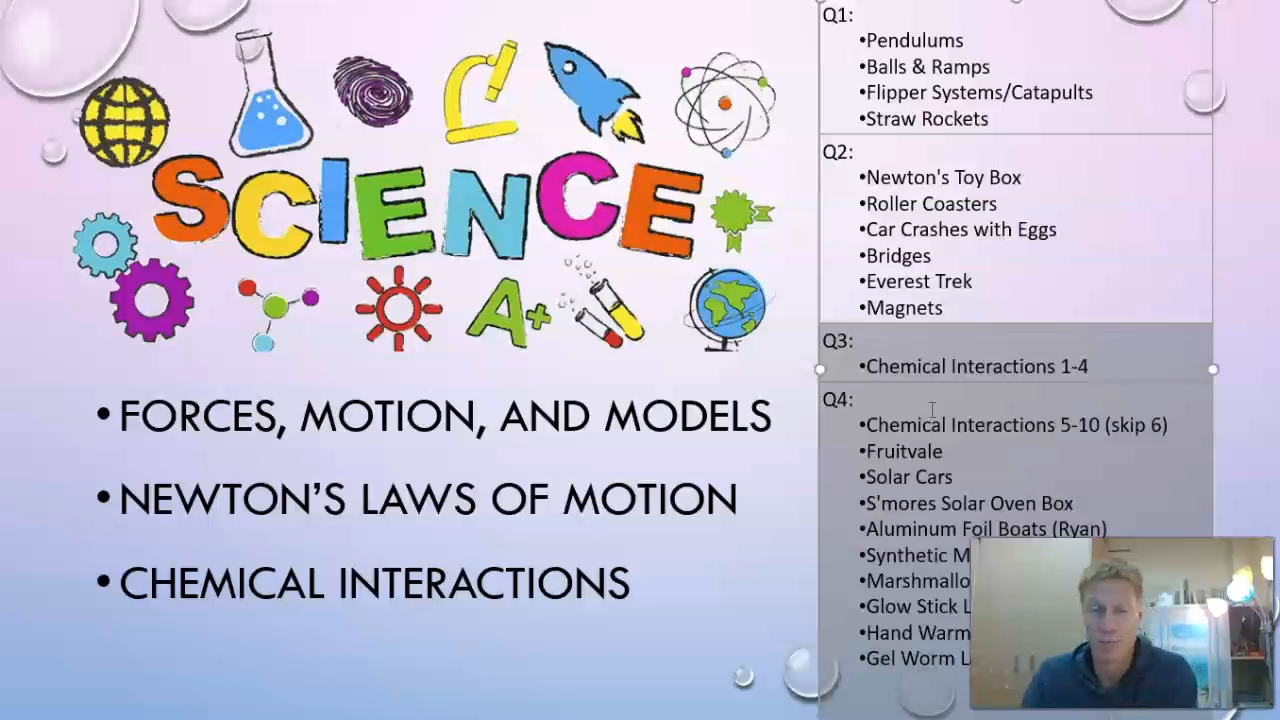 SCIENCE
A+
• FORCES, MOTION, AND MODELS
• NEWTON'S LAWS OF MOTION
• CHEMICAL INTERACTIONS
Q1:
•Pendulums
•Balls & Ramps
•Flipper Systems/Catapults
•Straw Rockets
Q2:
•Newton's Toy Box
•Roller Coasters
•Car Crashes with Eggs
•Bridges
•Everest Trek
•Magnets
Q3:
•Chemical Interactions 1-4
Q4:
•Chemical Interactions 5-10 (skip 6)
•Fruitvale
•Solar Cars
•S'mores Solar Oven Box
•Aluminum Foil Boats (Ryan)
•Synthetic
•Glow Stick
•Hand
•Gel Worm